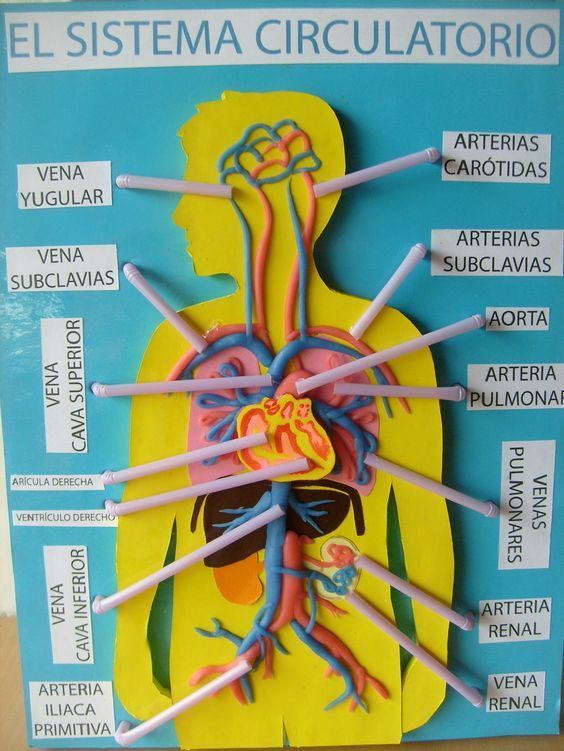 EL SISTEMA CIRCULATORIO
VENA
YUGULAR
VENA
SUBCLAVIAS
VENA
CAVA SUPERIOR
ARÍCULA DERECHA
VENTRÍCULO DERECHO
VENA
CAVA INFERIOR
ARTERIA
ILIACA
PRIMITIVA
ARTERIAS
CARÓTIDAS
ARTERIAS
SUBCLAVIAS
AORTA
ARTERIA
PULMONAR
VENAS
PULMONARES
ARTERIA
RENAL
VENA
RENAL